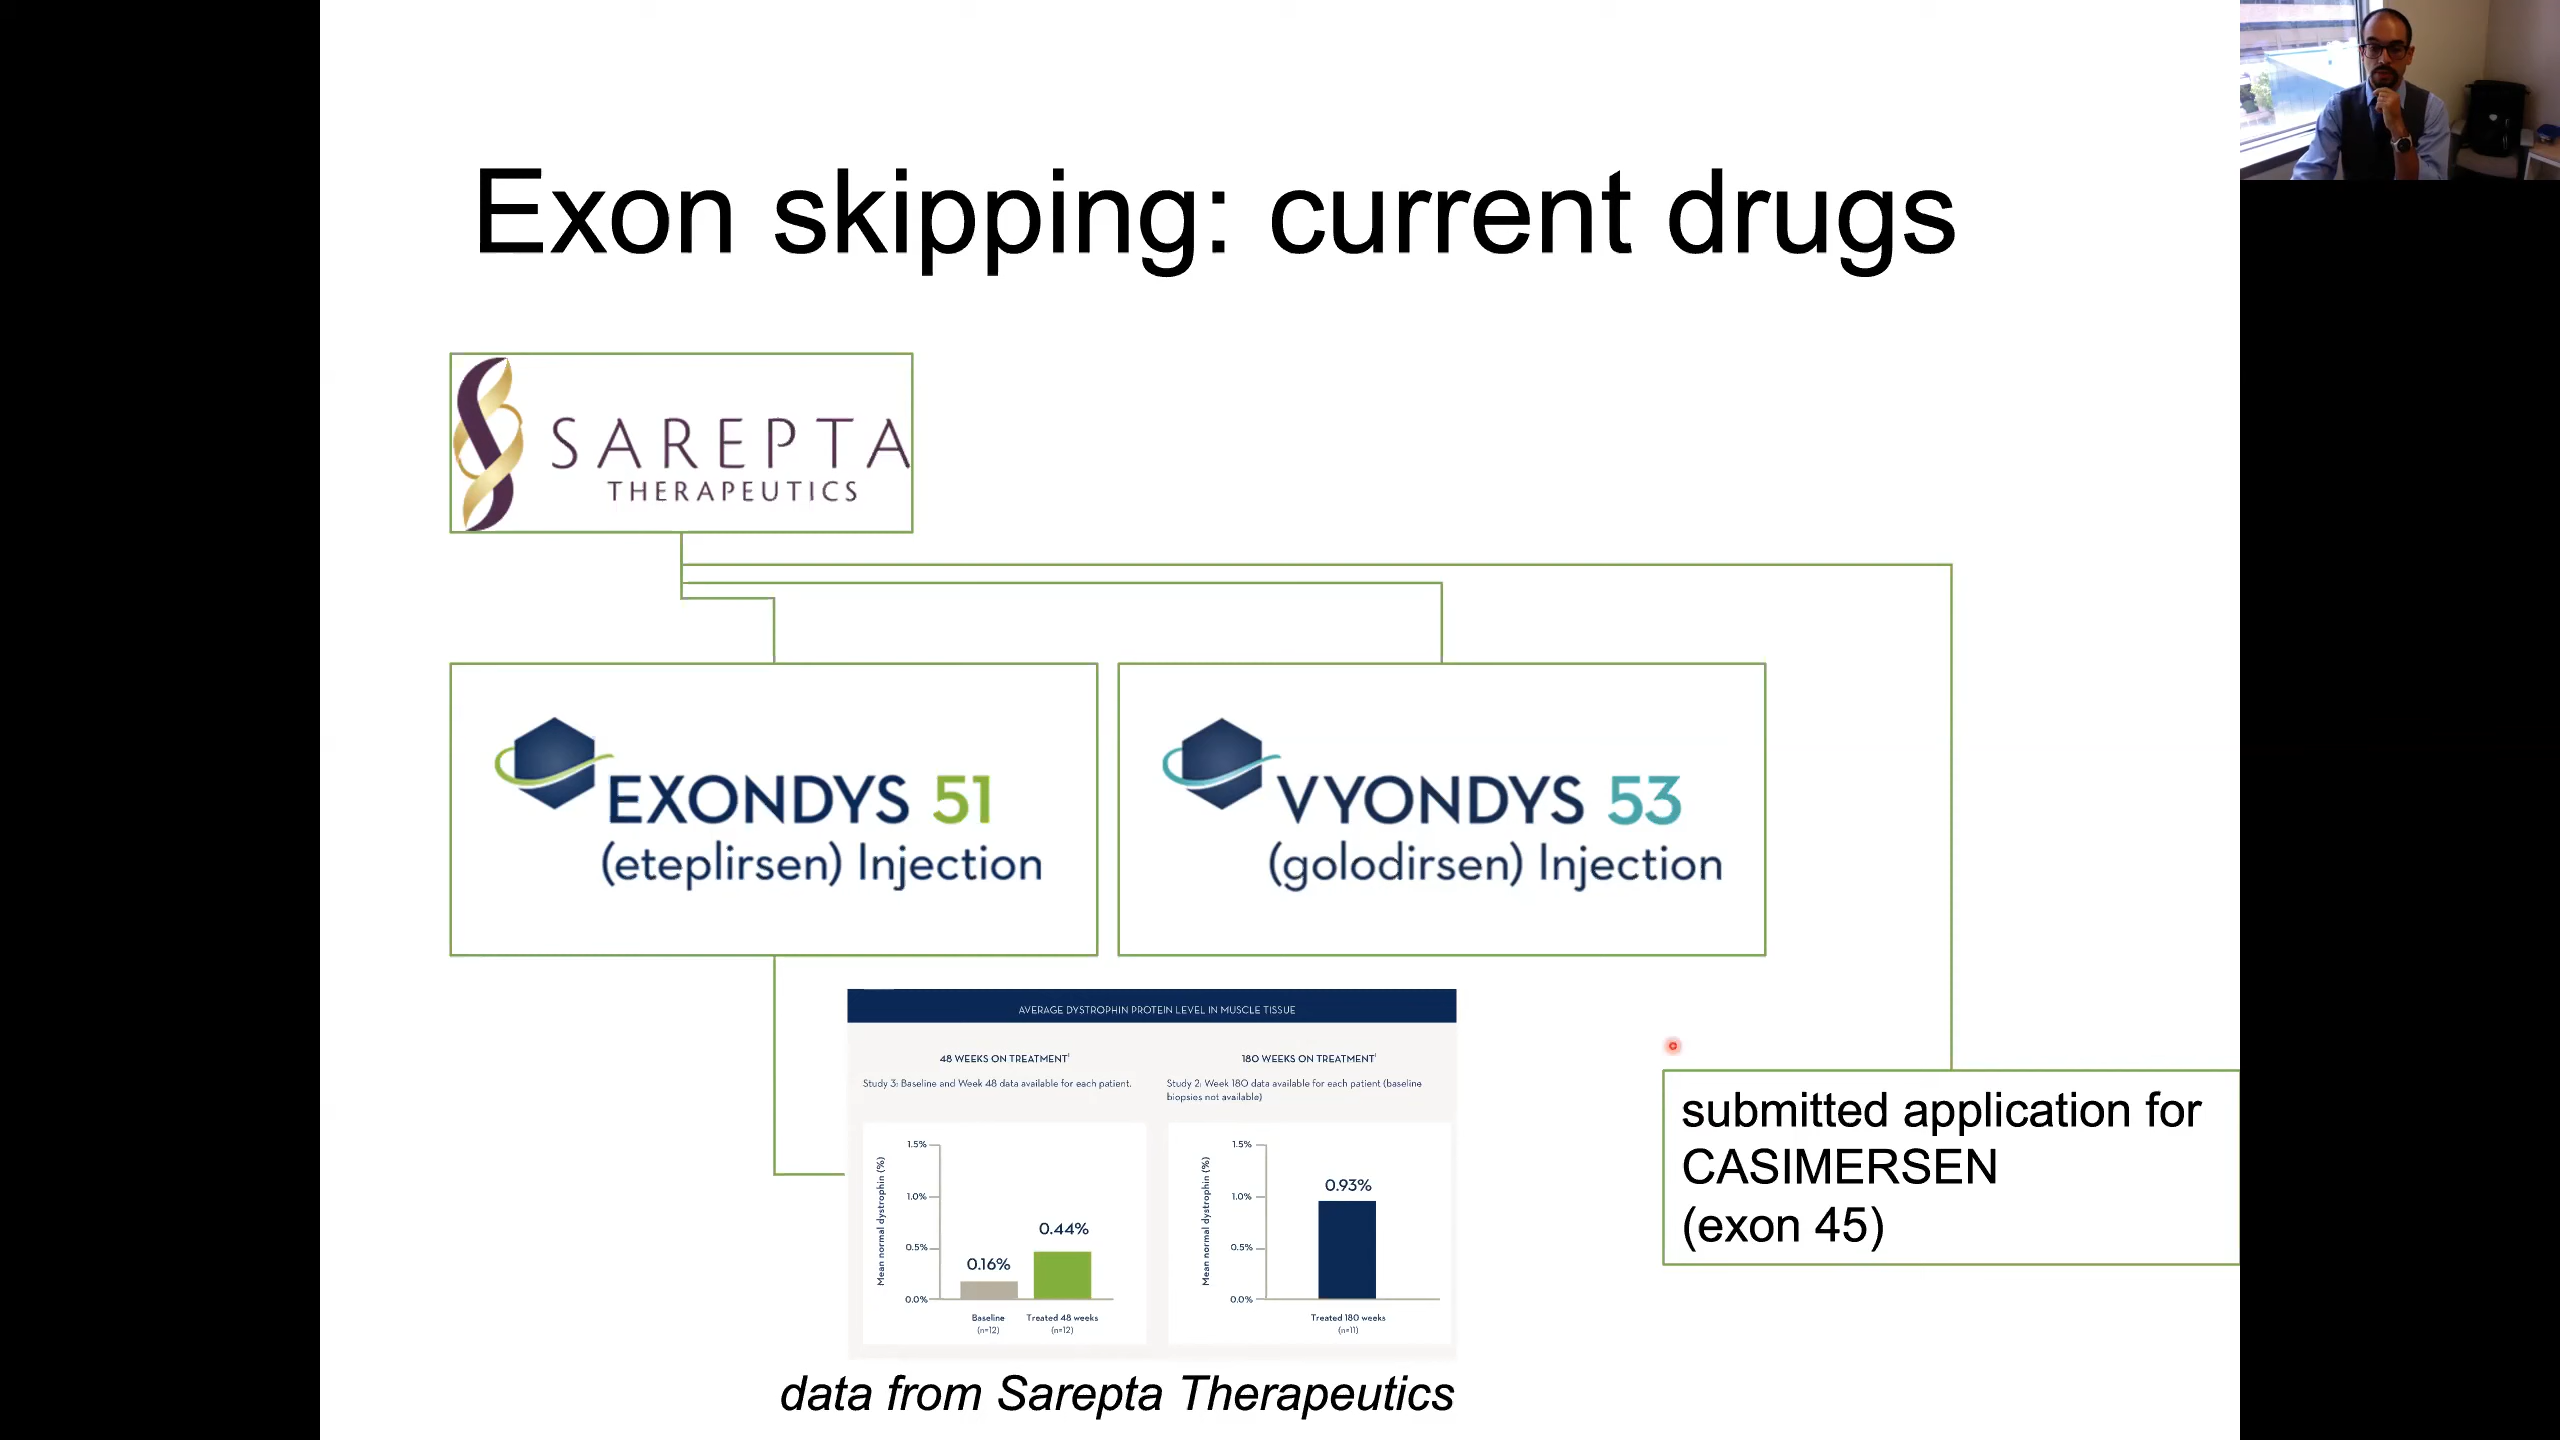 Exon skipping: current drugs
SAREPTA
THERAPEUTICS
EXONDYS 51
(eteplirsen) Injection
VYONDYS 53
(golodirsen) Injection
AVERAGE DYSTROPHIN PROTEIN LEVEL IN MUSCLE TISSUE
48 WEEKS ON TREATMENT¹
Study 3: Baseline and Week 48 data available for each patient.
Mean normal dystrophin (%)
1.5%
1.0%
0.5%
0.0%
0.16%
0.44%
Baseline
(n=12)
Treated 48 weeks
(n=12)
180 WEEKS ON TREATMENT¹
Study 2: Week 180 data available for each patient (baseline
biopsies not available)
Mean normal dystrophin (%)
1.5%
1.0%
0.5%
0.0%
0.93%
Treated 180 weeks
(n=11)
data from Sarepta Therapeutics
submitted application for
CASIMERSEN
(exon 45)